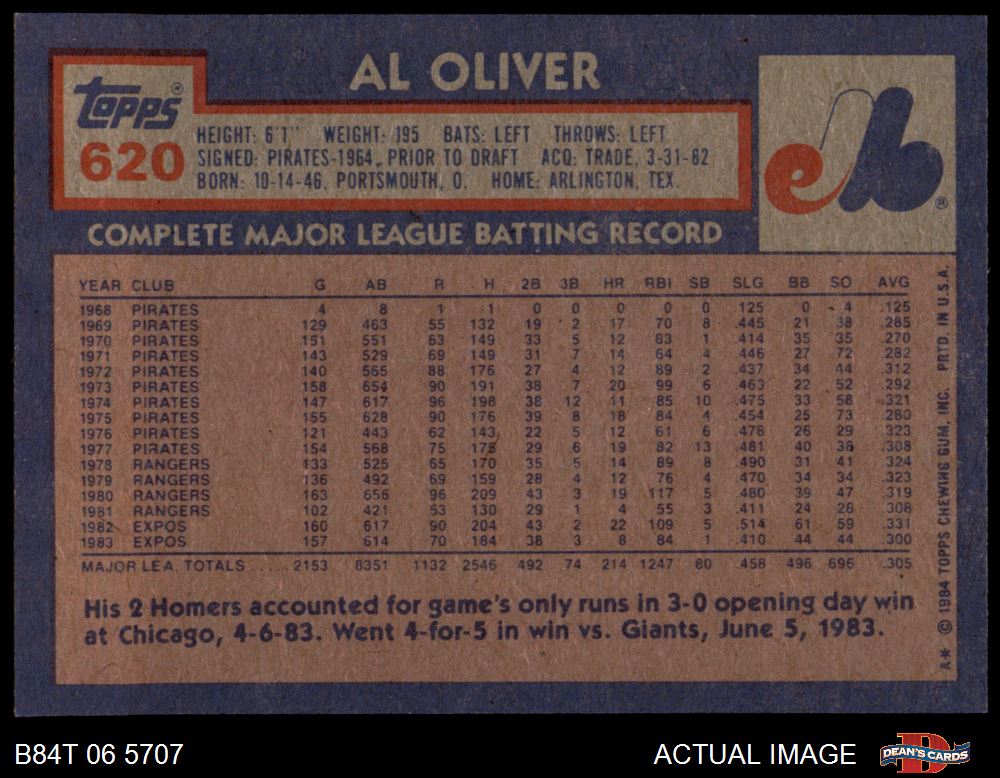 AL OLIVER
TOPPS®
620
HEIGHT: 6'1" WEIGHT: 195 BATS: LEFT THROWS: LEFT
SIGNED: PIRATES-1964, PRIOR TO DRAFT ACQ: TRADE, 3-31-82
BORN: 10-14-46, PORTSMOUTH, O. HOME: ARLINGTON, TEX.
eb®
COMPLETE MAJOR LEAGUE BATTING RECORD
YEAR CLUB G AB R H 2B 3B HR RBI SB SLG BB SO AVG
1968 PIRATES 4 8 1 1 0 0 0 0 0 .125 0 4 .125
1969 PIRATES 129 463 55 132 19 2 17 70 8 .445 21 38 .285
1970 PIRATES 151 551 63 149 33 5 12 83 1 .414 35 35 .270
1971 PIRATES 143 529 69 149 31 7 14 64 4 .446 27 72 .282
1972 PIRATES 140 565 88 176 27 4 12 89 2 .437 34 44 .312
1973 PIRATES 158 654 90 191 38 7 20 99 6 .463 22 52 .292
1974 PIRATES 147 617 96 198 38 12 11 85 10 .475 33 58 .321
1975 PIRATES 155 628 90 176 39 8 18 84 4 .454 25 73 .280
1976 PIRATES 121 443 62 143 22 5 12 61 6 .476 26 29 .323
1977 PIRATES 154 568 75 175 29 6 19 82 13 .481 40 38 .308
1978 RANGERS 133 525 65 170 35 5 14 89 8 .490 31 41 .324
1979 RANGERS 136 492 69 159 28 4 12 76 4 .470 34 34 .323
1980 RANGERS 163 656 96 209 43 3 19 117 5 .480 39 47 .319
1981 RANGERS 102 421 53 130 29 1 4 55 3 .411 24 28 .308
1982 EXPOS 160 617 90 204 43 2 22 109 5 .514 61 59 .331
1983 EXPOS 157 614 70 184 38 3 8 84 1 .410 44 44 .300
MAJOR LEA. TOTALS ..... 2153 8351 1132 2546 492 74 214 1247 80 .458 496 696 .305
His 2 Homers accounted for game's only runs in 3-0 opening day win
at Chicago, 4-6-83. Went 4-for-5 in win vs. Giants, June 5, 1983.
A* © 1984 TOPPS CHEWING GUM, INC. PRTD. IN U.S.A.
B84T 06 5707
ACTUAL IMAGE
DEAN'S CARDS